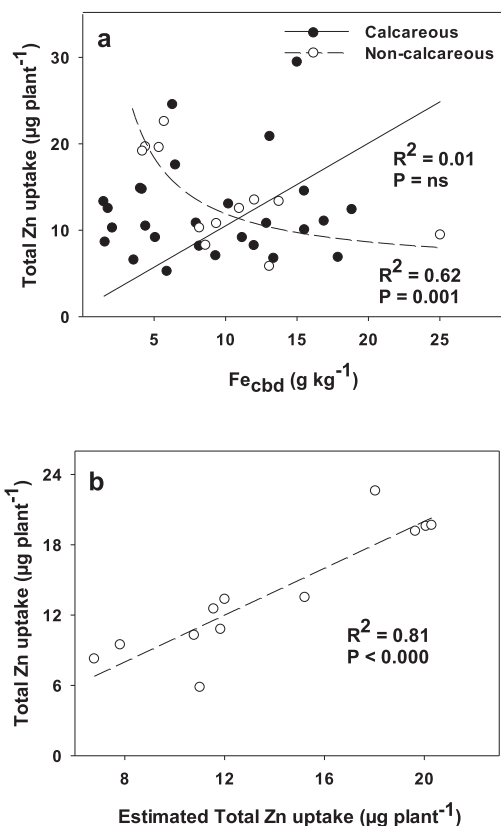 a
Calcareous
Non-calcareous
30
20
10
0
Total Zn uptake (µg plant⁻¹)
R² = 0.01
P = ns
R² = 0.62
P = 0.001
5 10 15 20 25
Fecbd (g kg⁻¹)
b
24
18
12
6
0
Total Zn uptake (µg plant⁻¹)
R² = 0.81
P < 0.000
8 12 16 20
Estimated Total Zn uptake (µg plant⁻¹)